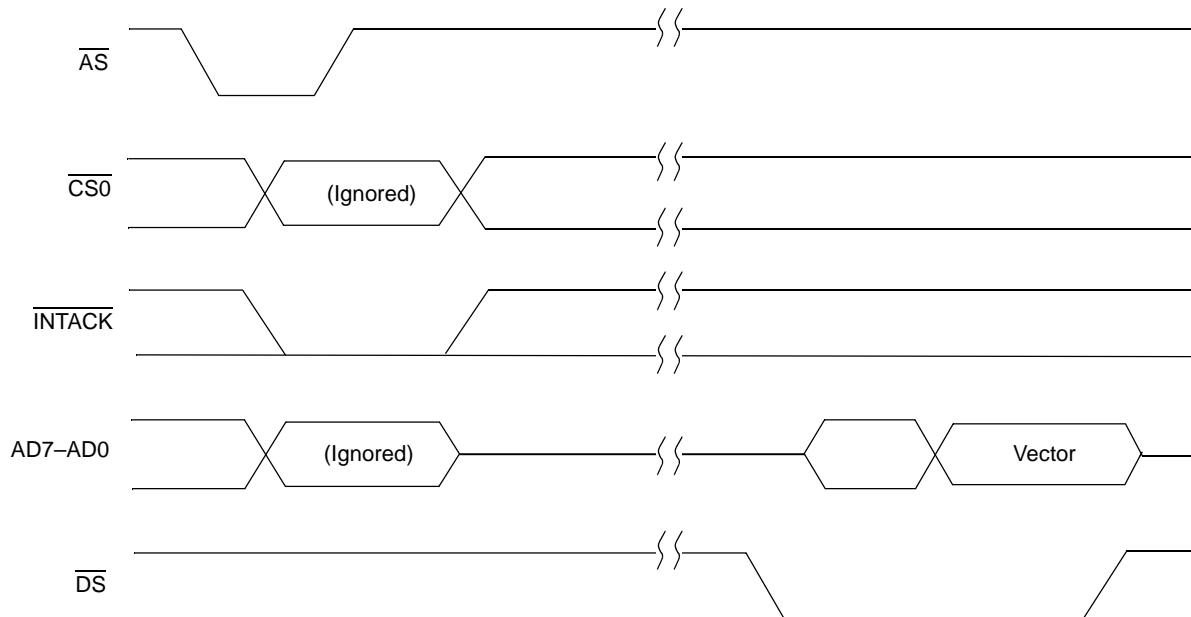 AS
CS0
(Ignored)
INTACK
AD7–AD0
(Ignored)
Vector
DS